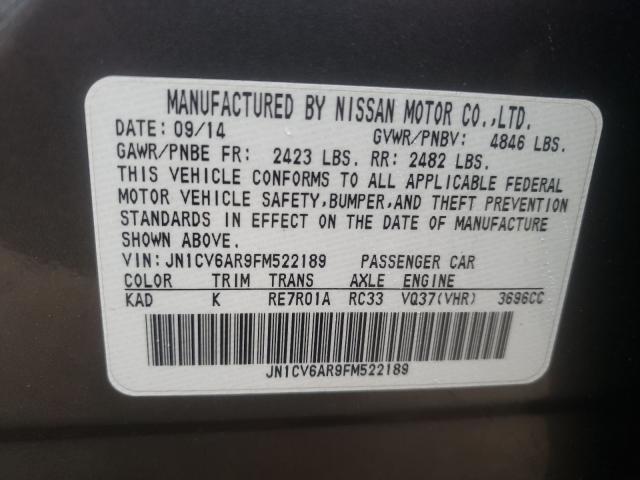 MANUFACTURED BY NISSAN MOTOR CO.,LTD.
DATE: 09/14 GVWR/PNBV: 4846 LBS.
GAWR/PNBE FR: 2423 LBS. RR: 2482 LBS.
THIS VEHICLE CONFORMS TO ALL APPLICABLE FEDERAL
MOTOR VEHICLE SAFETY,BUMPER,AND THEFT PREVENTION
STANDARDS IN EFFECT ON THE DATE OF MANUFACTURE
SHOWN ABOVE.
VIN: JN1CV6AR9FM522189 PASSENGER CAR
COLOR TRIM TRANS AXLE ENGINE
KAD K RE7R01A RC33 VQ37(VHR) 3696CC
JN1CV6AR9FM522189